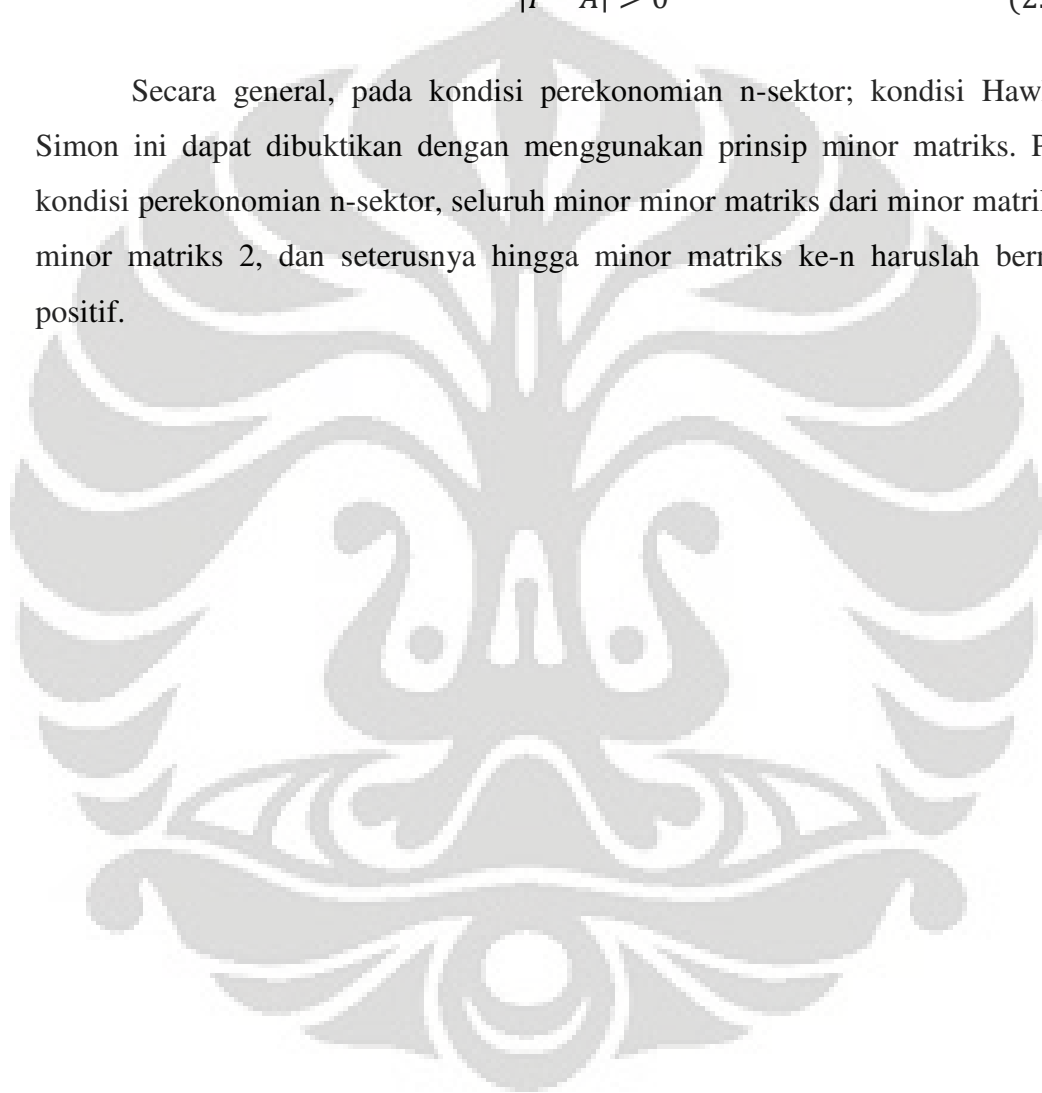 |I − A| > 0
Secara general, pada kondisi perekonomian n-sektor; kondisi
Simon ini dapat dibuktikan dengan menggunakan prinsip minor matriks.
kondisi perekonomian n-sektor, seluruh minor minor matriks dari minor
minor matriks 2, dan seterusnya hingga minor matriks ke-n haruslah
positif.